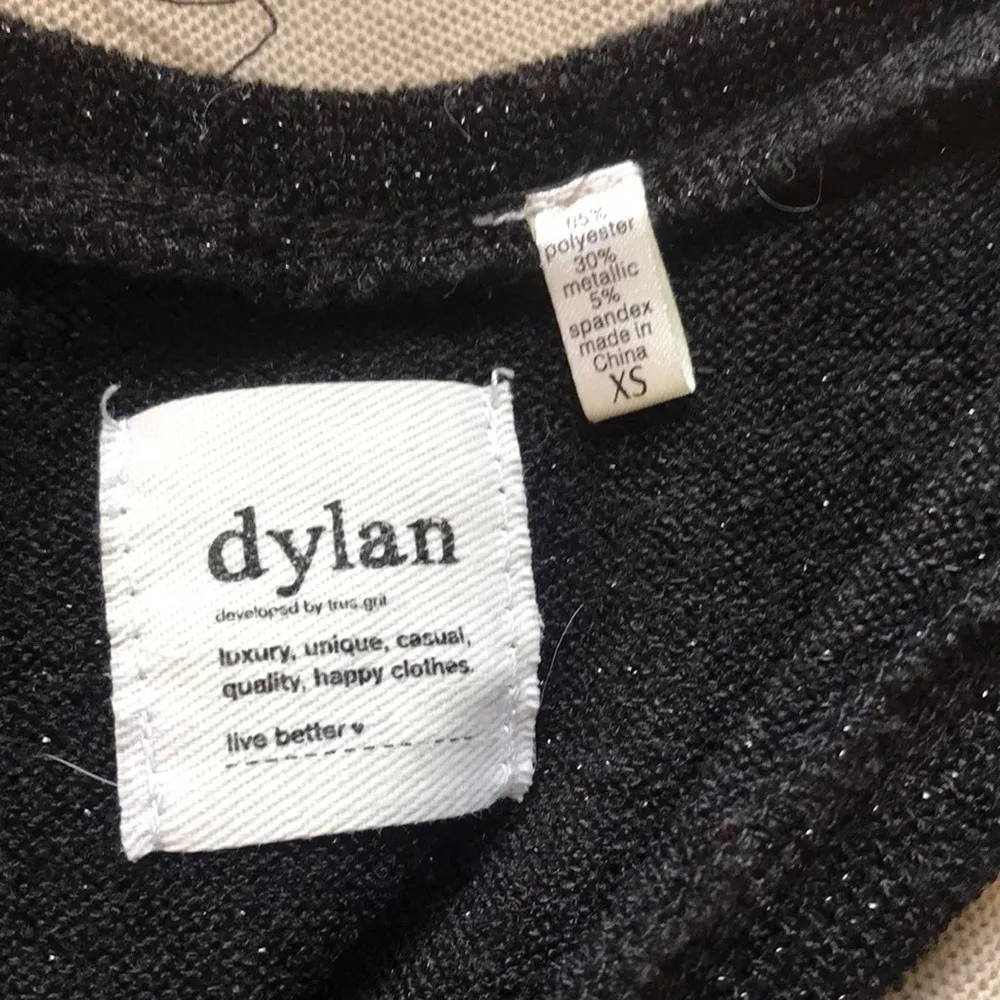 65%
polyester
30%
metallic
5%
spandex
made in
China
XS
dylan
developed by true grit
luxury, unique, casual,
quality, happy clothes.
live better ♥